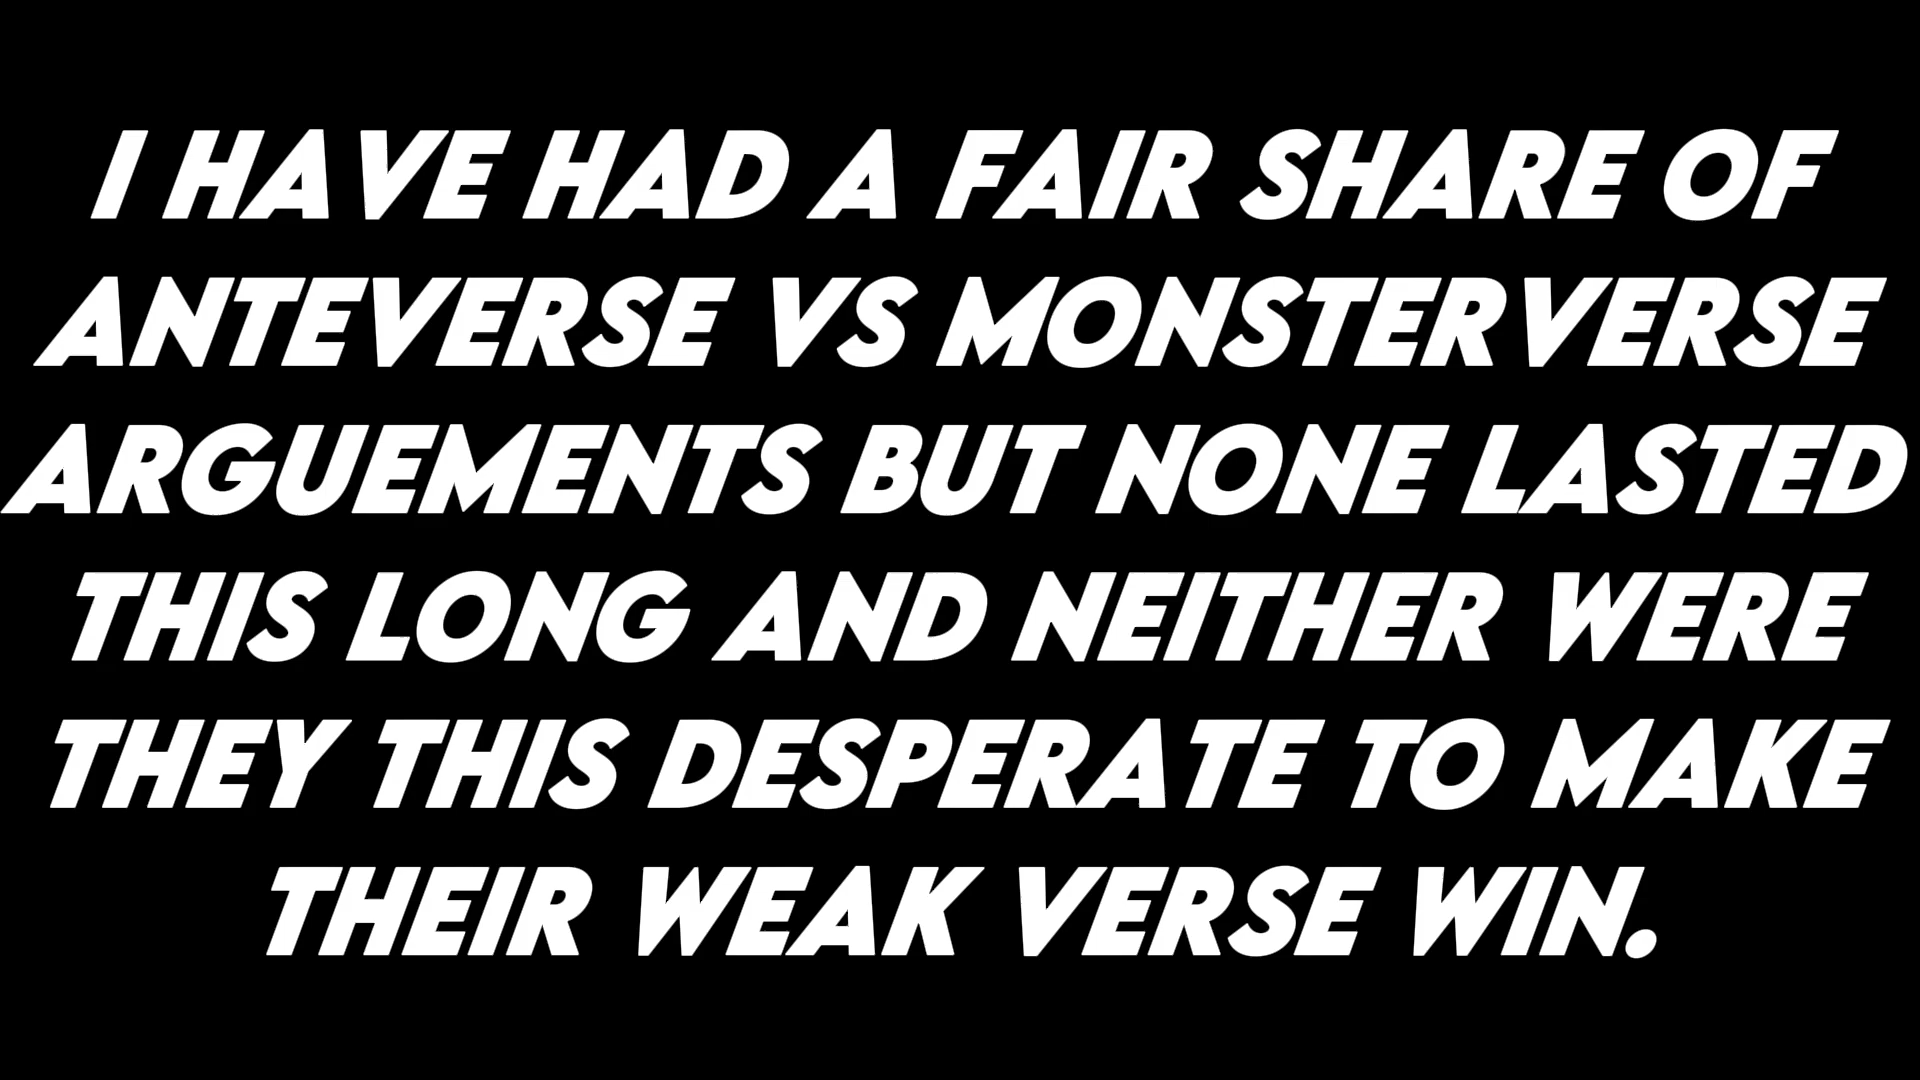 I HAVE HAD A FAIR SHARE OF
ANTEVERSE VS MONSTERVERSE
ARGUEMENTS BUT NONE LASTED
THIS LONG AND NEITHER WERE
THEY THIS DESPERATE TO MAKE
THEIR WEAK VERSE WIN.